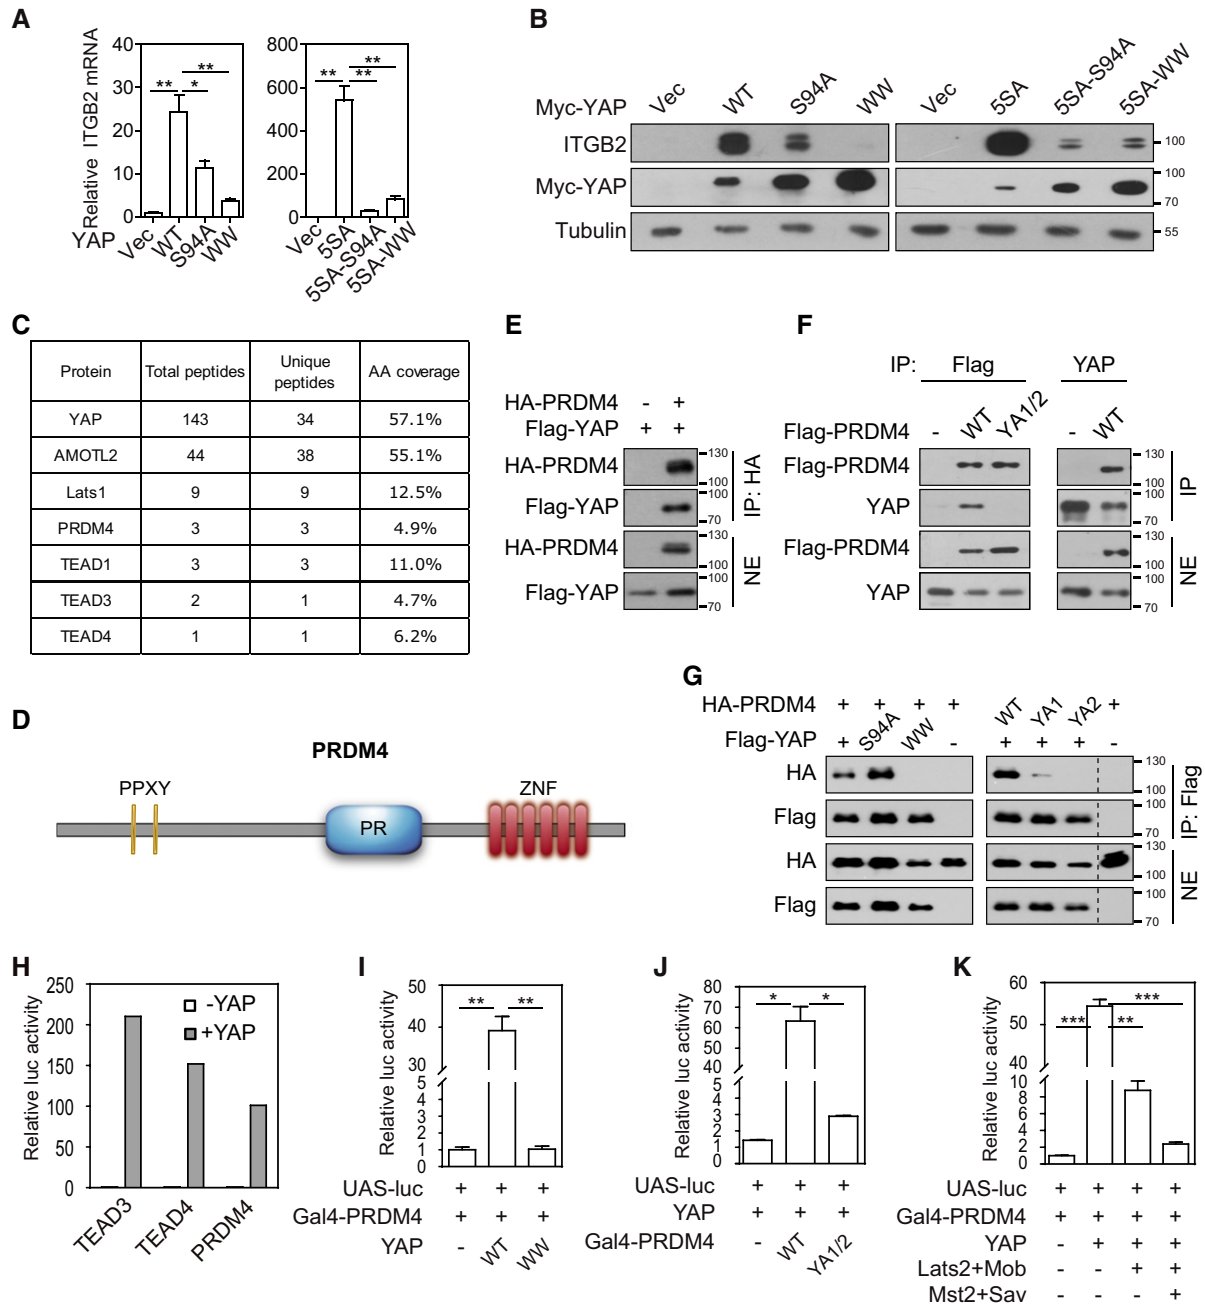 A
Relative ITGB2 mRNA
40
30
20
10
0
** *
**
YAP
Vec
WT
S94A
WW
800
600
400
200
0
** **
**
Vec
5SA
5SA-S94A
5SA-WW
B
Myc-YAP
Vec
WT
S94A
WW
Vec
5SA
5SA-S94A
5SA-WW
ITGB2
100
Myc-YAP
100
70
Tubulin
55
C
Protein Total peptides Unique peptides AA coverage
YAP 143 34 57.1%
AMOTL2 44 38 55.1%
Lats1 9 9 12.5%
PRDM4 3 3 4.9%
TEAD1 3 3 11.0%
TEAD3 2 1 4.7%
TEAD4 1 1 6.2%
D
PRDM4
PPXY
PR
ZNF
E
HA-PRDM4 - +
Flag-YAP + +
HA-PRDM4 130 100
Flag-YAP 100 70
IP: HA
HA-PRDM4 130 100
Flag-YAP 100 70
NE
F
IP: Flag YAP
Flag-PRDM4 - WT YA1/2 - WT
Flag-PRDM4 130 100
YAP 100 70
IP
Flag-PRDM4 130 100
YAP 100 70
NE
G
HA-PRDM4 + + + + WT YA1 YA2 +
Flag-YAP + S94A WW - + + + -
HA 130 100
Flag 100 70
IP: Flag
HA 130 100
Flag 100 70
NE
H
Relative luc activity
250
200
150
100
50
0
-YAP
+YAP
TEAD3
TEAD4
PRDM4
I
Relative luc activity
50
40
30
5
4
3
2
1
0
** **
UAS-luc + + +
Gal4-PRDM4 + + +
YAP - WT WW
J
Relative luc activity
80
70
60
50
40
5
4
3
2
1
0
* *
UAS-luc + + +
YAP + + +
Gal4-PRDM4 - WT YA1/2
K
Relative luc activity
60
50
40
10
8
6
4
2
0
***
*** **
UAS-luc + + + +
Gal4-PRDM4 + + + +
YAP - + + +
Lats2+Mob - - + +
Mst2+Sav - - - +